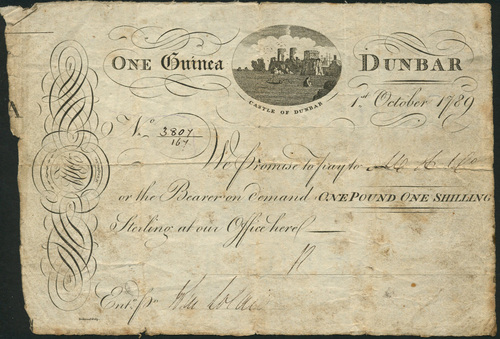 ONE Guinea
DUNBAR
CASTLE OF DUNBAR
1st October 1789
No 3807
167
We Promise to pay to
or the Bearer on demand ONE POUND ONE SHILLING
Sterling at our Office here
Entd. pr.